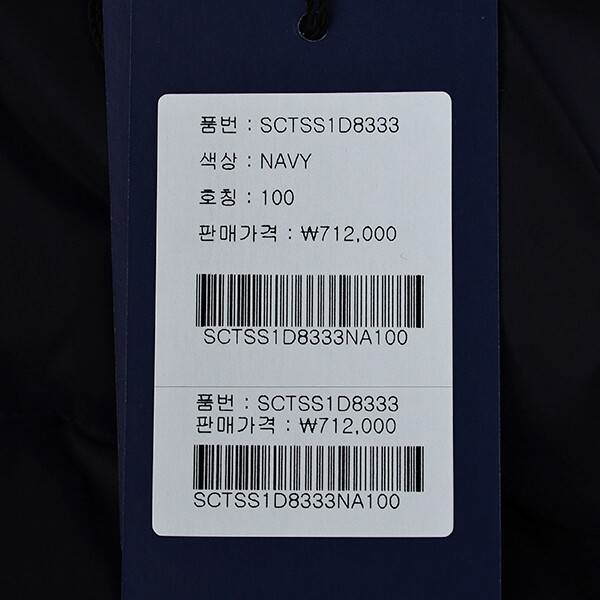 품번 : SCTSS1D8333
색상 : NAVY
호칭 : 100
판매가격 : ₩712,000
SCTSS1D8333NA100
품번 : SCTSS1D8333
판매가격 : ₩712,000
SCTSS1D8333NA100